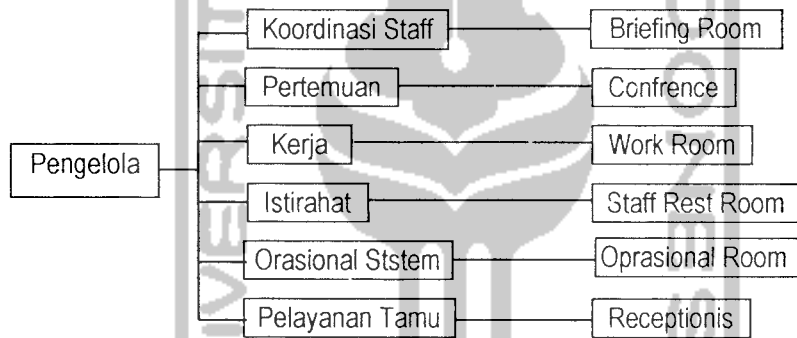 Koordinasi Staff Briefing Room
Pertemuan Confrence
Kerja Work Room
Pengelola
Istirahat Staff Rest Room
Orasional Ststem Oprasional Room
Pelayanan Tamu Receptionis